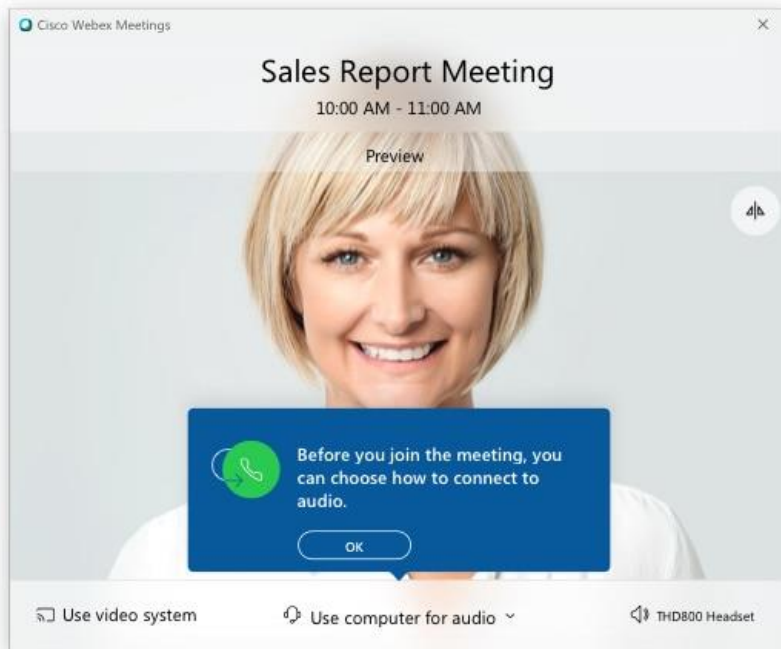 Cisco Webex Meetings
Sales Report Meeting
10:00 AM - 11:00 AM
Preview
Before you join the meeting, you
can choose how to connect to
audio.
OK
Use video system
Use computer for audio
THD800 Headset